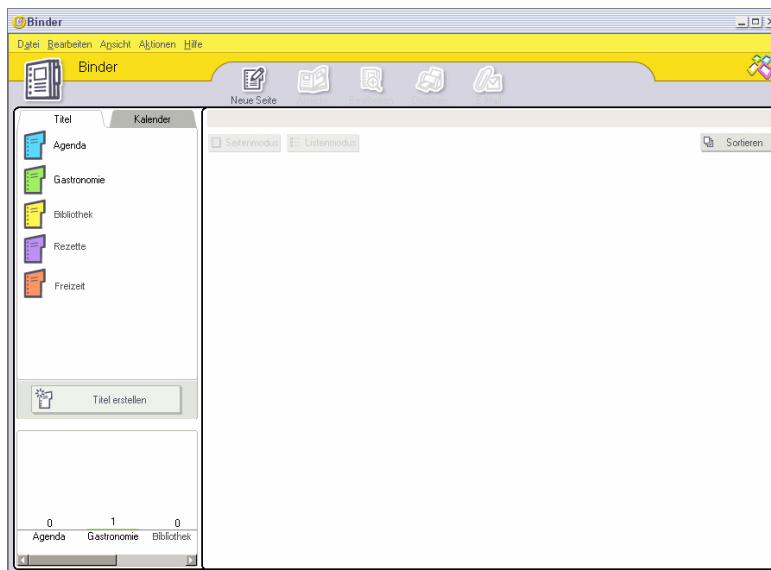 Binder
Datei Bearbeiten Ansicht Aktionen Hilfe
Binder
Neue Seite
Titel Kalender
Seitenmodus Listenmodus Sortieren
Agenda
Gastronomie
Bibliothek
Rezette
Freizeit
Titel erstellen
0 1 0
Agenda Gastronomie Bibliothek